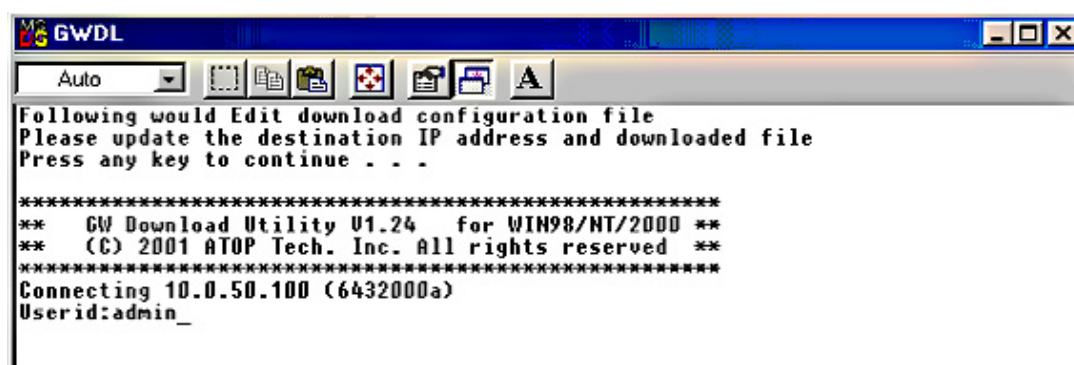 GWDL
Auto
A
Following would Edit download configuration file
Please update the destination IP address and downloaded file
Press any key to continue . . .
*****************************************************
**   GW Download Utility V1.24   for WIN98/NT/2000 **
**   (C) 2001 ATOP Tech. Inc. All rights reserved  **
*****************************************************
Connecting 10.0.50.100 (6432000a)
Userid:admin_